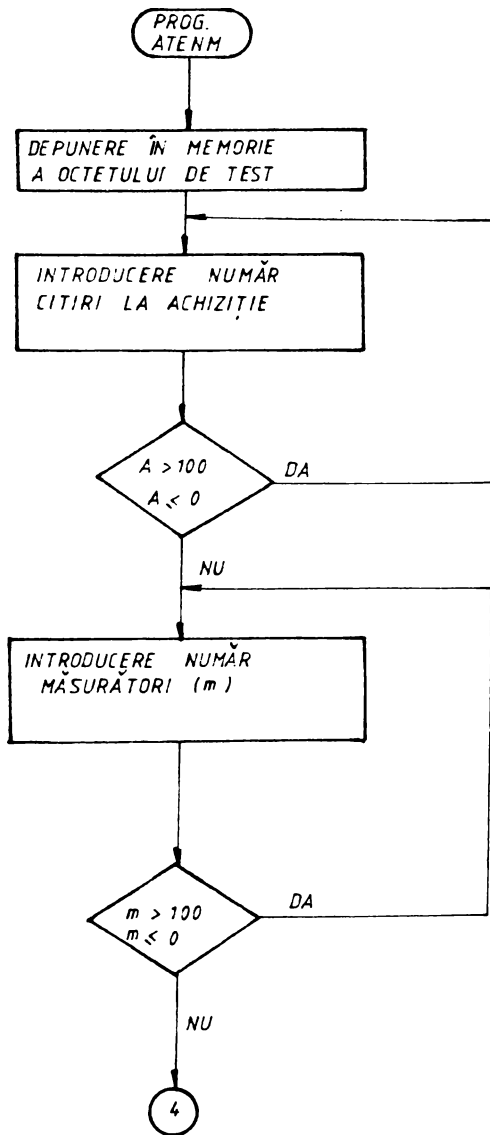 PROG.
ATENM
DEPUNERE ÎN MEMORIE
A OCTETULUI DE TEST
INTRODUCERE NUMĂR
CITIRI LA ACHIZIȚIE
A > 100
A ≤ 0
DA
NU
INTRODUCERE NUMĂR
MĂSURĂTORI (m)
m > 100
m ≤ 0
DA
NU
4